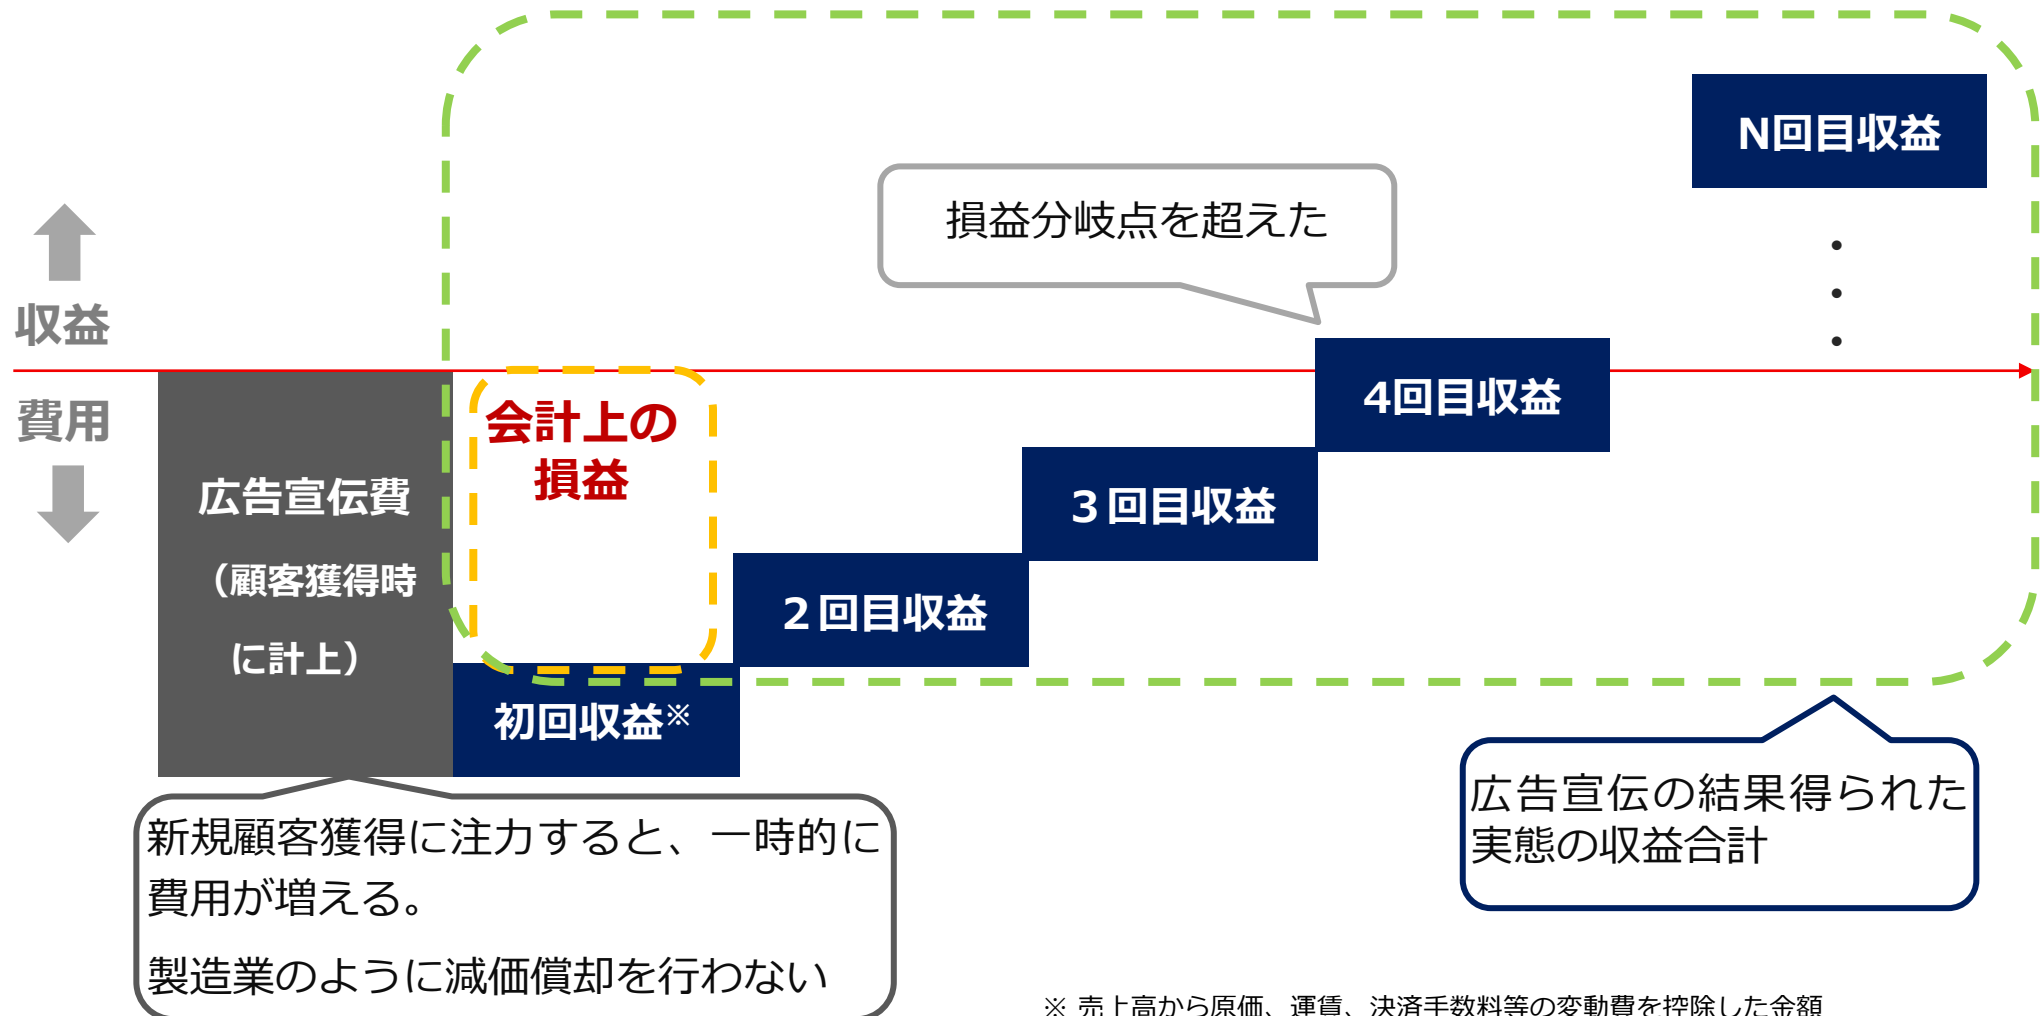 N回目収益
損益分岐点を超えた
・
・
・
収益
費用
4回目収益
会計上の
損益
広告宣伝費
（顧客獲得時
に計上）
３回目収益
２回目収益
初回収益※
新規顧客獲得に注力すると、一時的に
費用が増える。
製造業のように減価償却を行わない
広告宣伝の結果得られた
実態の収益合計
※ 売上高から原価、運賃、決済手数料等の変動費を控除した金額